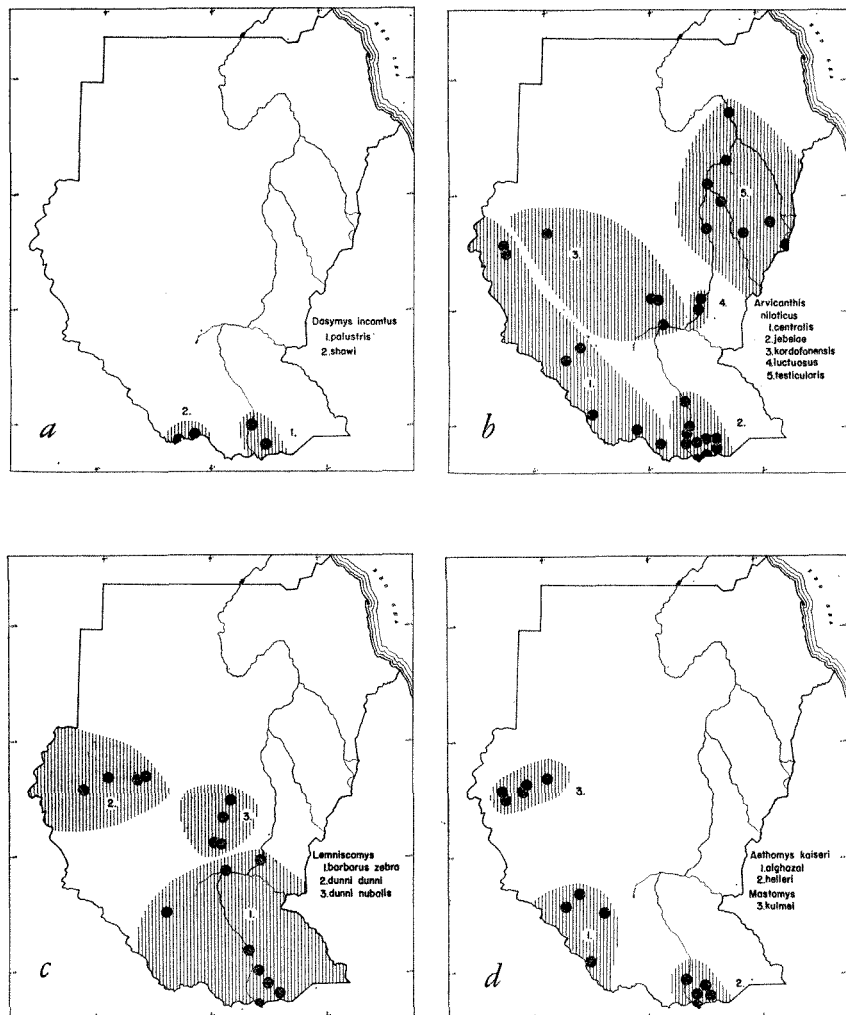 Dasymys incomtus
1.palustris
2.shawi
2.
1.
a
5.
3.
4.
Arvicanthis
niloticus
1.centralis
2.jebelae
3.kordofanensis
4.luctuosus
5.testicularis
1.
2.
b
2.
3.
Lemniscomys
1.barbarus zebra
2.dunni dunni
3.dunni nubalis
1.
c
3.
Aethomys kaiseri
1.alghazal
2.helleri
Mastomys
3.kulmei
1.
2.
d